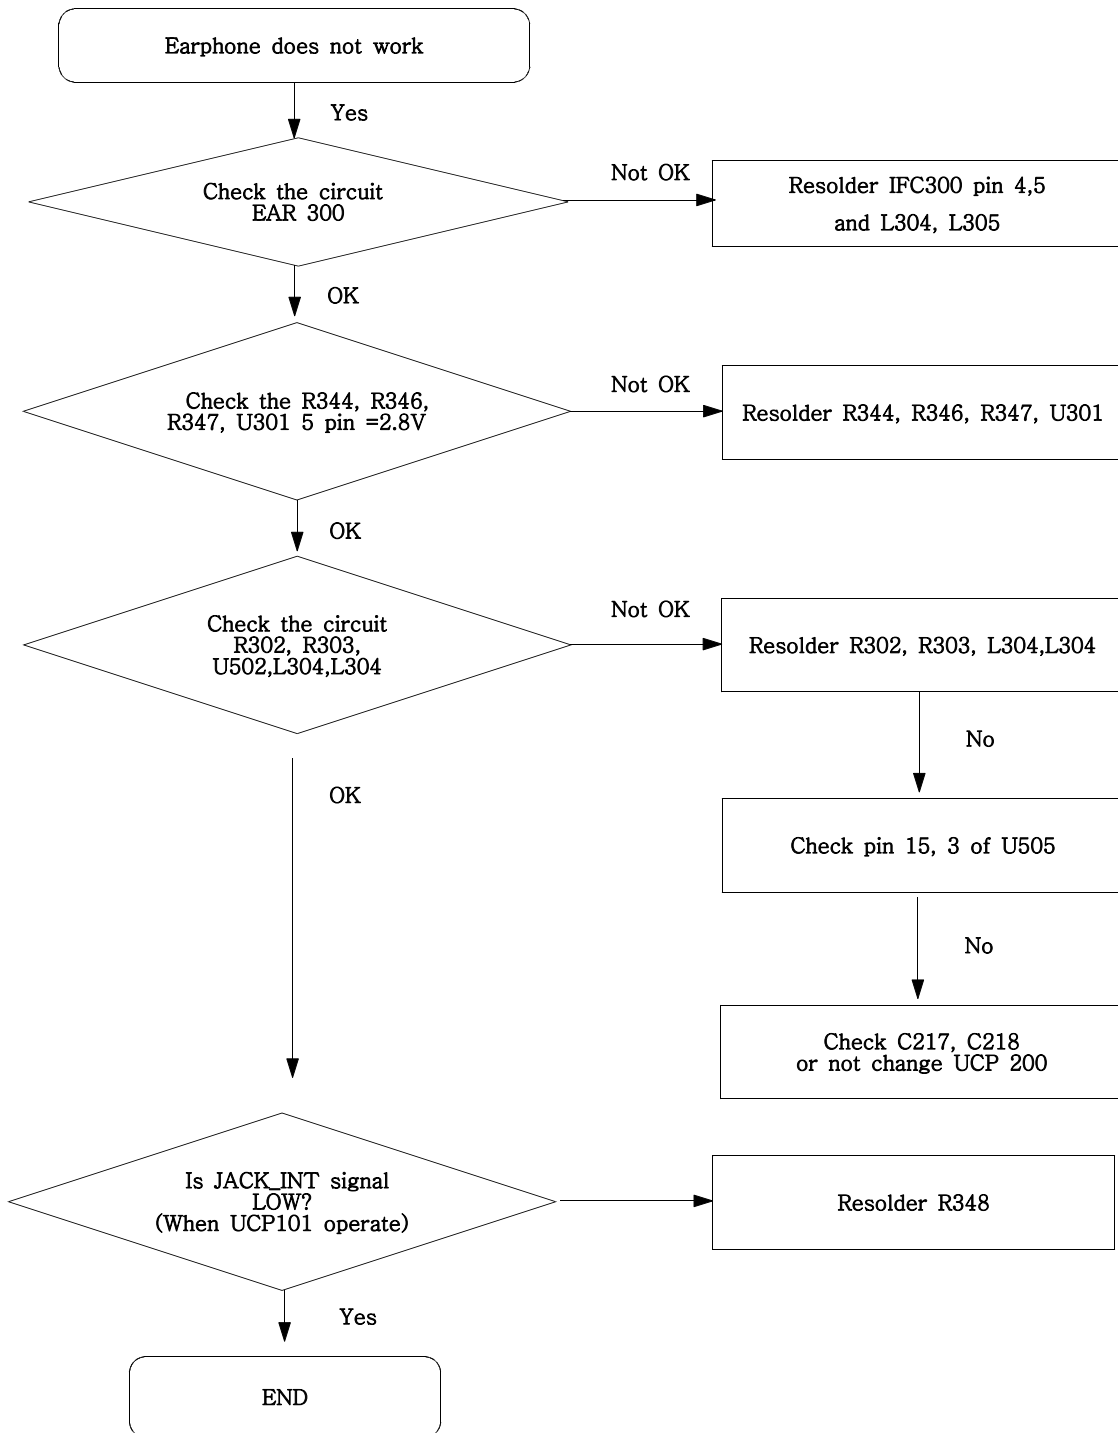 Earphone does not work
Yes
Check the circuit
EAR 300
Not OK
Resolder IFC300 pin 4,5
and L304, L305
OK
Check the R344, R346,
R347, U301 5 pin =2.8V
Not OK
Resolder R344, R346, R347, U301
OK
Check the circuit
R302, R303,
U502,L304,L304
Not OK
Resolder R302, R303, L304,L304
No
OK
Check pin 15, 3 of U505
No
Check C217, C218
or not change UCP 200
Is JACK_INT signal
LOW?
(When UCP101 operate)
Resolder R348
Yes
END